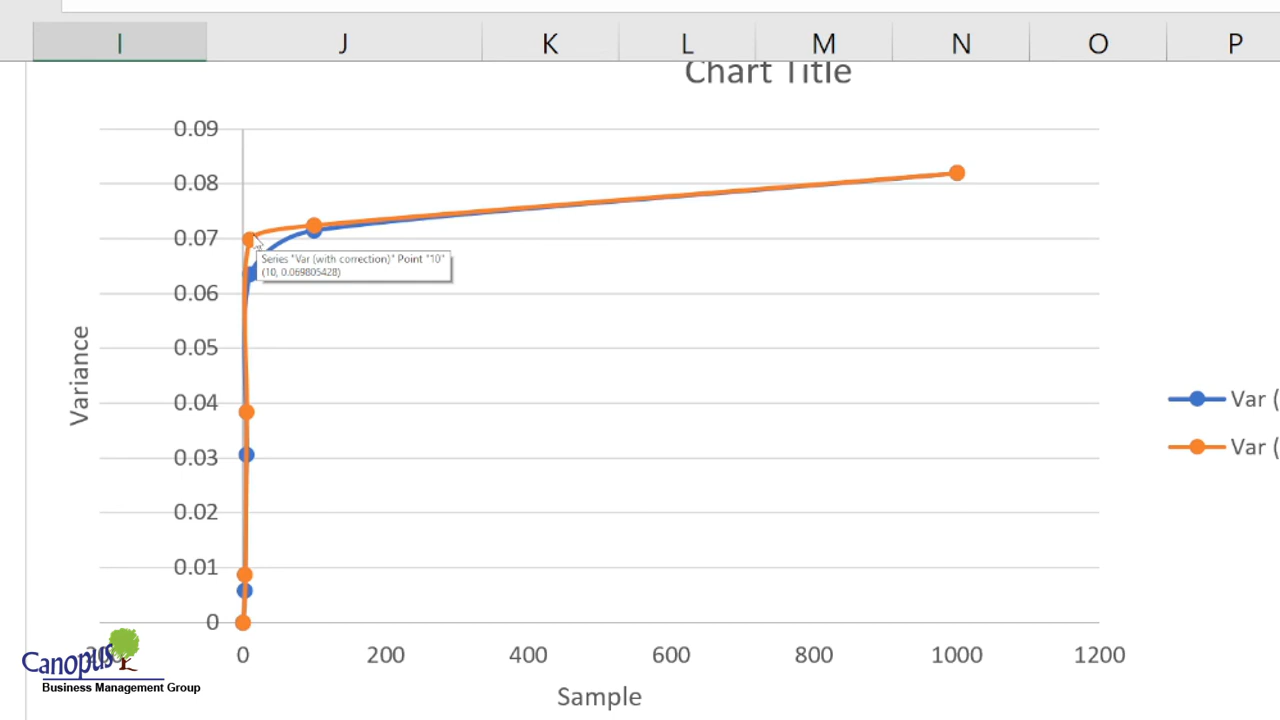 I J K L M N O P
Chart Title
0.09
0.08
0.07
Series "Var (with correction)" Point "10"
(10, 0.069805428)
0.06
0.05
0.04
0.03
0.02
0.01
0
Variance
Var (
Var (
0 200 400 600 800 1000 1200
Sample
Canopus
Business Management Group